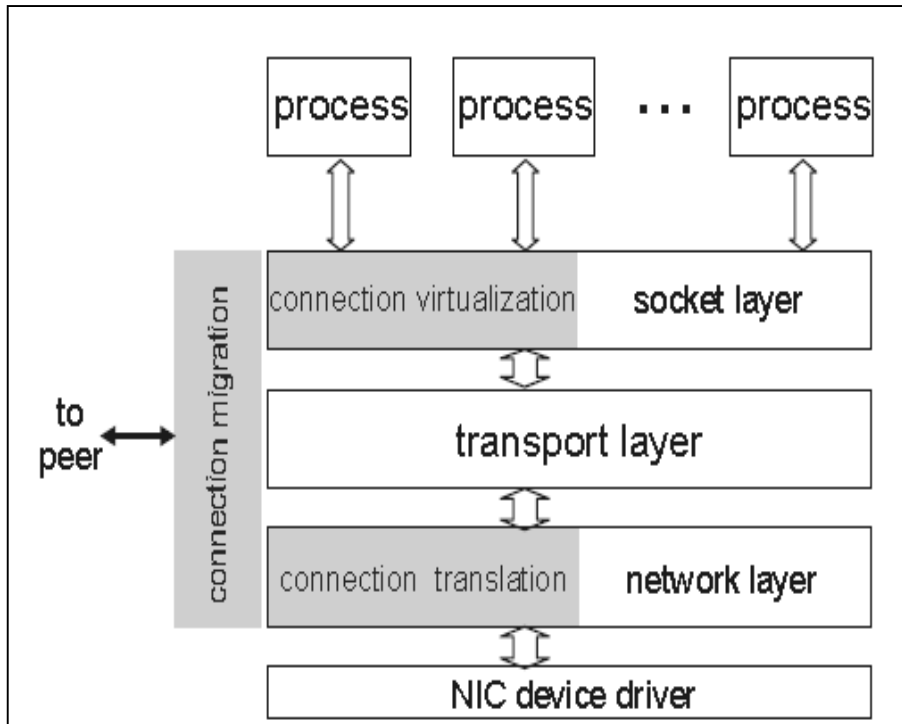 process process ... process
connection virtualization socket layer
connection migration
to
peer
transport layer
connection translation network layer
NIC device driver